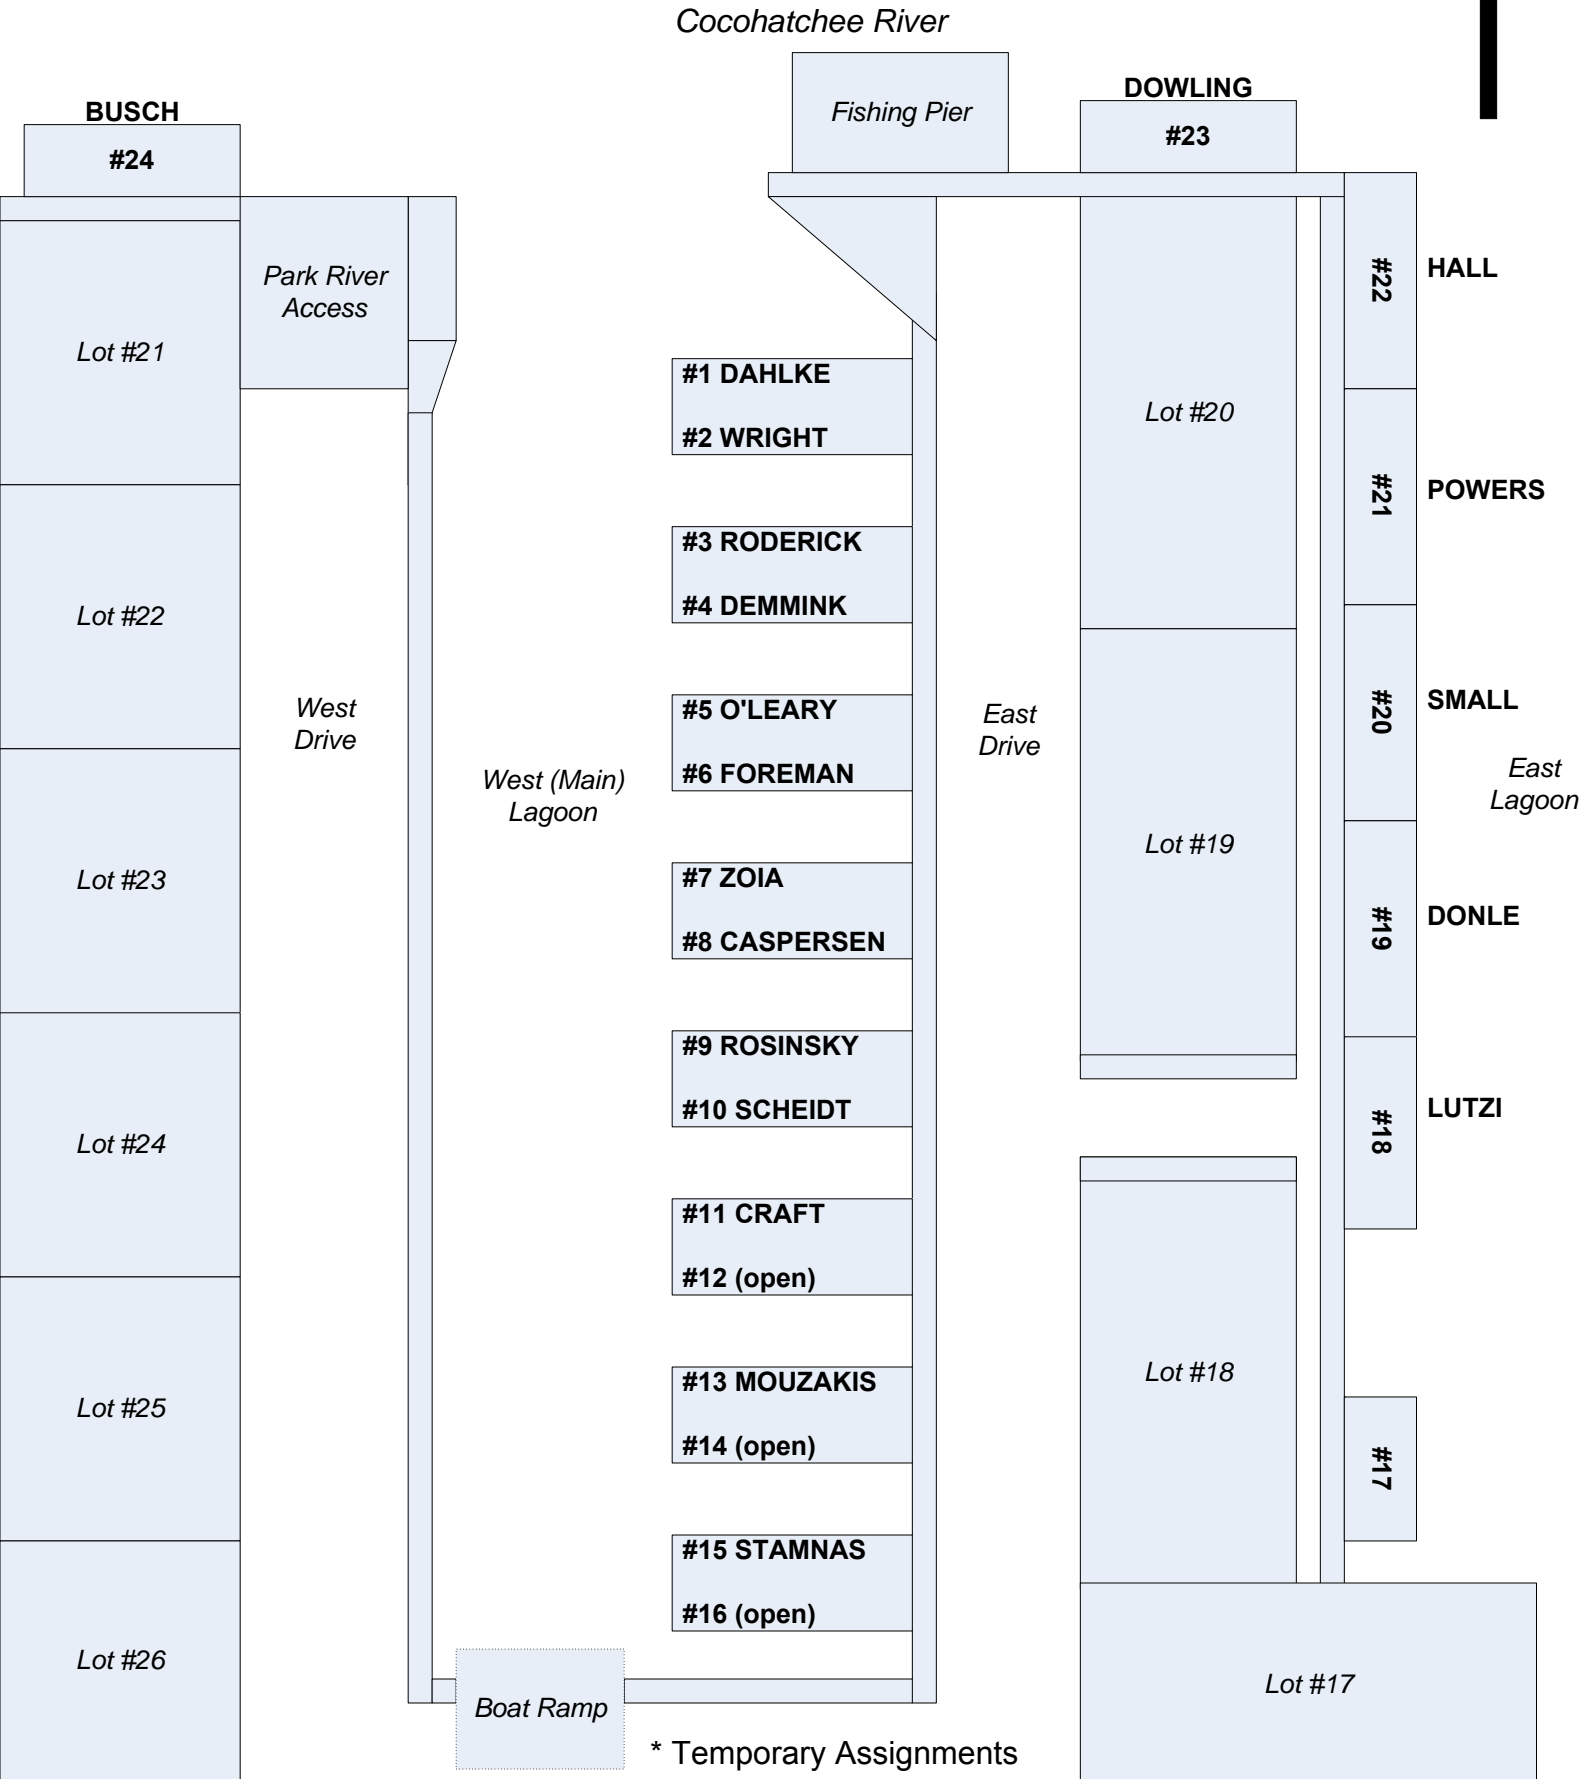 Cocohatchee River
BUSCH
#24
Fishing Pier
DOWLING
#23
Park River
Access
Lot #21
#22
HALL
#1 DAHLKE
#2 WRIGHT
Lot #20
#21
POWERS
#3 RODERICK
#4 DEMMINK
Lot #22
West
Drive
#5 O'LEARY
#6 FOREMAN
East
Drive
#20
SMALL
West (Main)
Lagoon
East
Lagoon
Lot #23
#7 ZOIA
#8 CASPERSEN
Lot #19
#19
DONLE
#9 ROSINSKY
#10 SCHEIDT
Lot #24
#18
LUTZI
#11 CRAFT
#12 (open)
Lot #25
#13 MOUZAKIS
#14 (open)
Lot #18
#17
#15 STAMNAS
#16 (open)
Lot #26
Boat Ramp
Lot #17
* Temporary Assignments